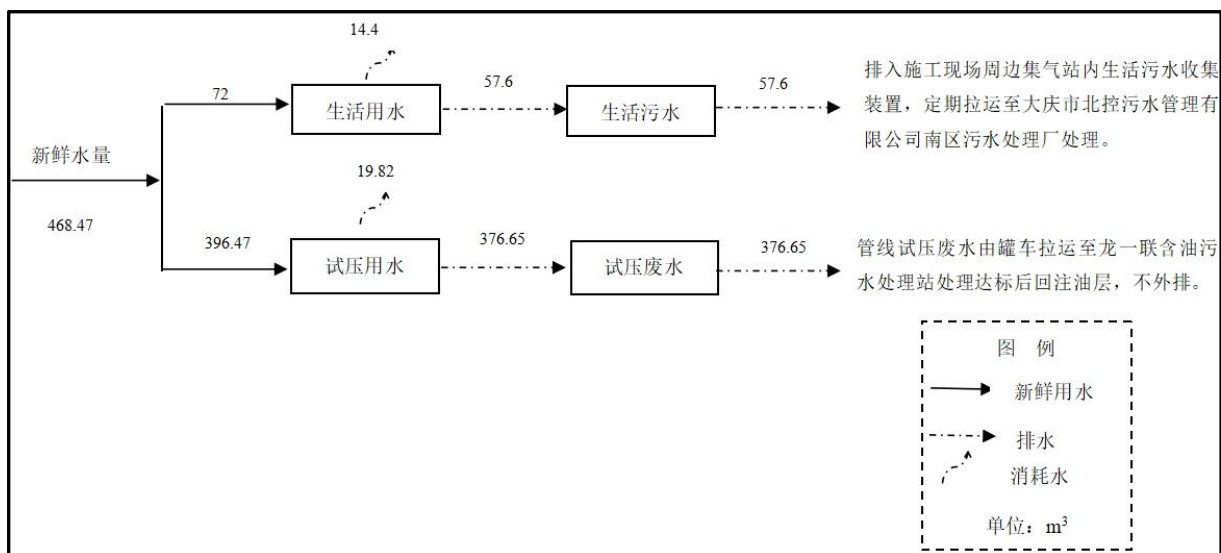 14.4
72
生活用水
57.6
生活污水
57.6
排入施工现场周边集气站内生活污水收集
装置，定期拉运至大庆市北控污水管理有
限公司南区污水处理厂处理。
新鲜水量
468.47
19.82
396.47
试压用水
376.65
试压废水
376.65
管线试压废水由罐车拉运至龙一联含油污
水处理站处理达标后回注油层，不外排。
图 例
新鲜用水
排水
消耗水
单位：m³